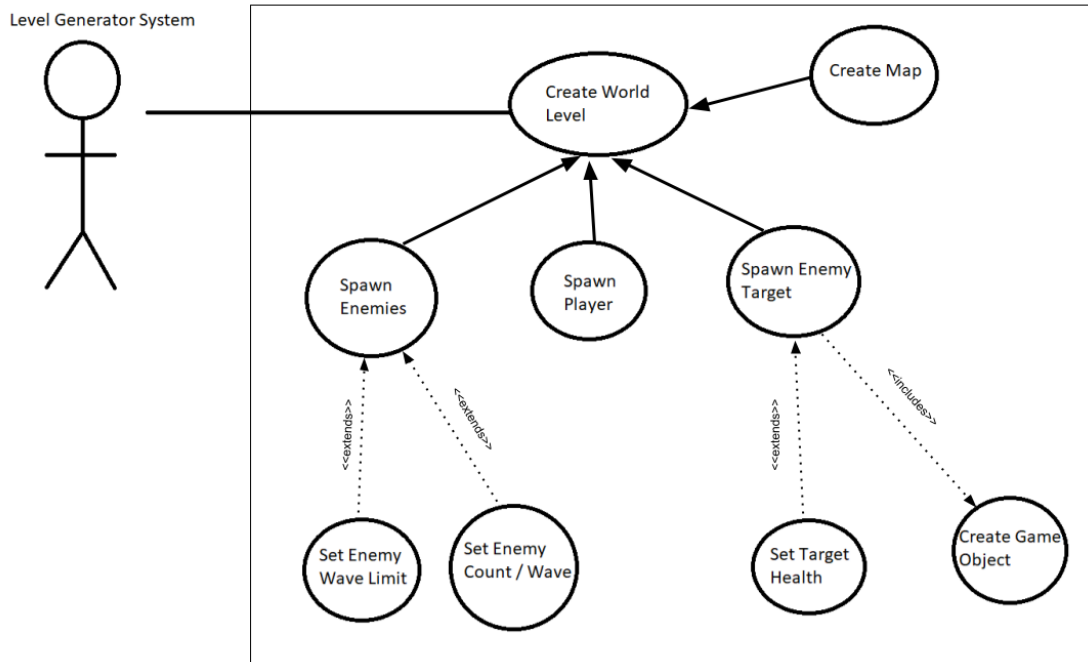 Level Generator System
Create World
Level
Create Map
Spawn
Enemies
Spawn
Player
Spawn Enemy
Target
<<extends>>
<<extends>>
<<extends>>
<<includes>>
Set Enemy
Wave Limit
Set Enemy
Count / Wave
Set Target
Health
Create Game
Object